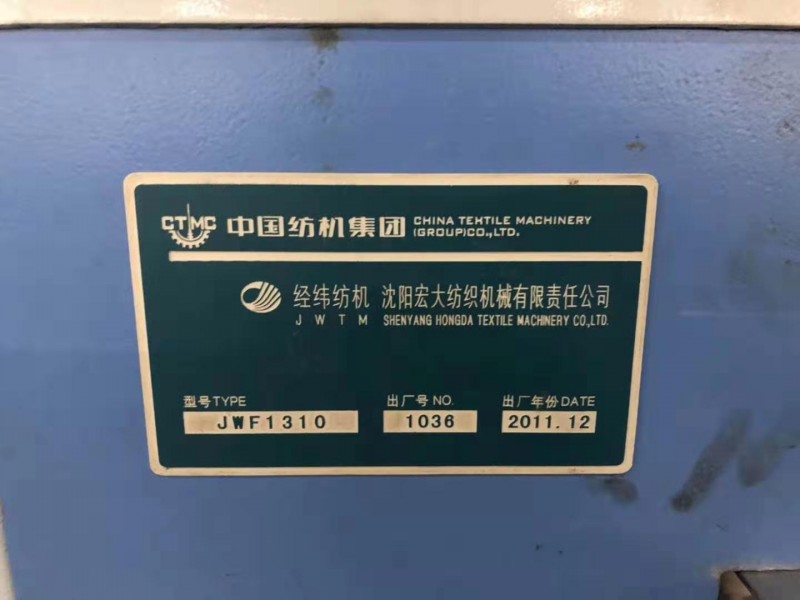 CTMC 中国纺机集团 CHINA TEXTILE MACHINERY
(GROUP)CO.,LTD.
经纬纺机 沈阳宏大纺织机械有限责任公司
JWTM SHENYANG HONGDA TEXTILE MACHINERY CO.,LTD.
型号TYPE 出厂号NO. 出厂年份DATE
JWF1310 1036 2011.12